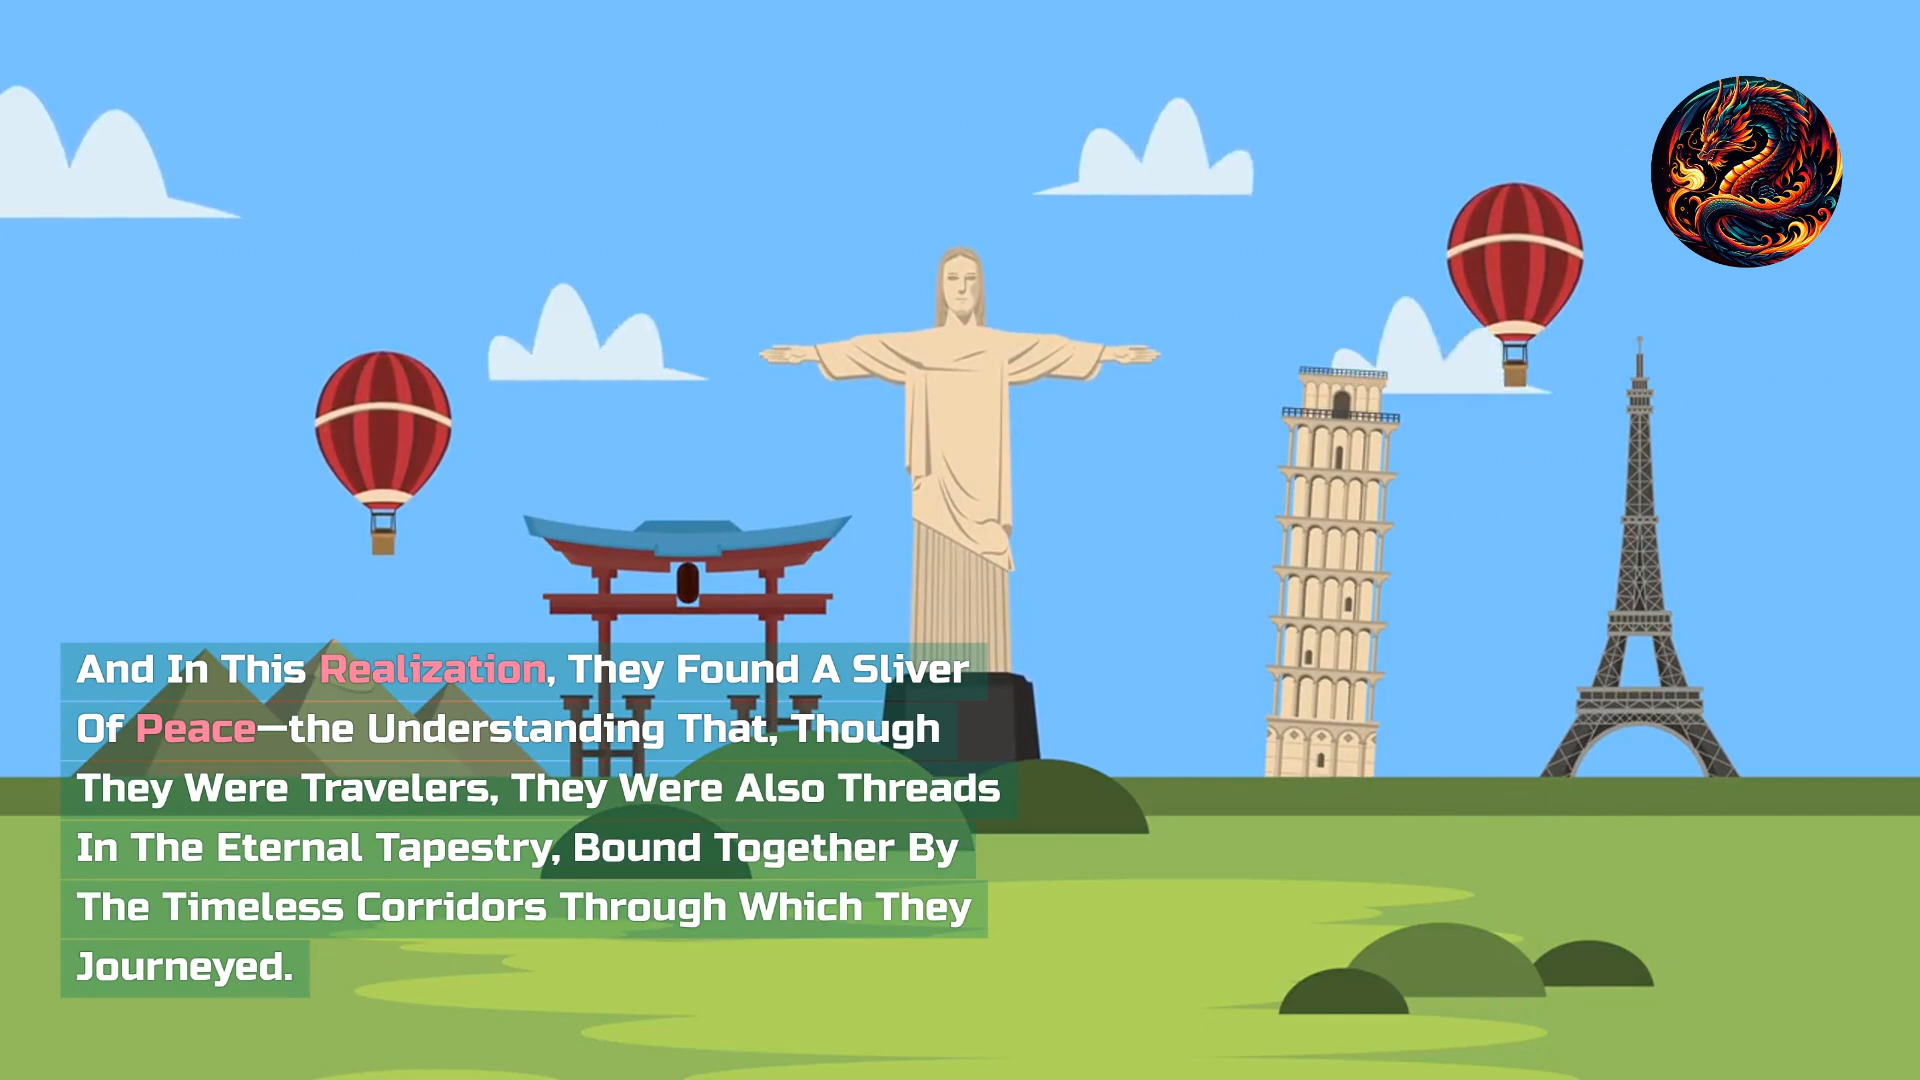 And In This Realization, They Found A Sliver
Of Peace—the Understanding That, Though
They Were Travelers, They Were Also Threads
In The Eternal Tapestry, Bound Together By
The Timeless Corridors Through Which They
Journeyed.